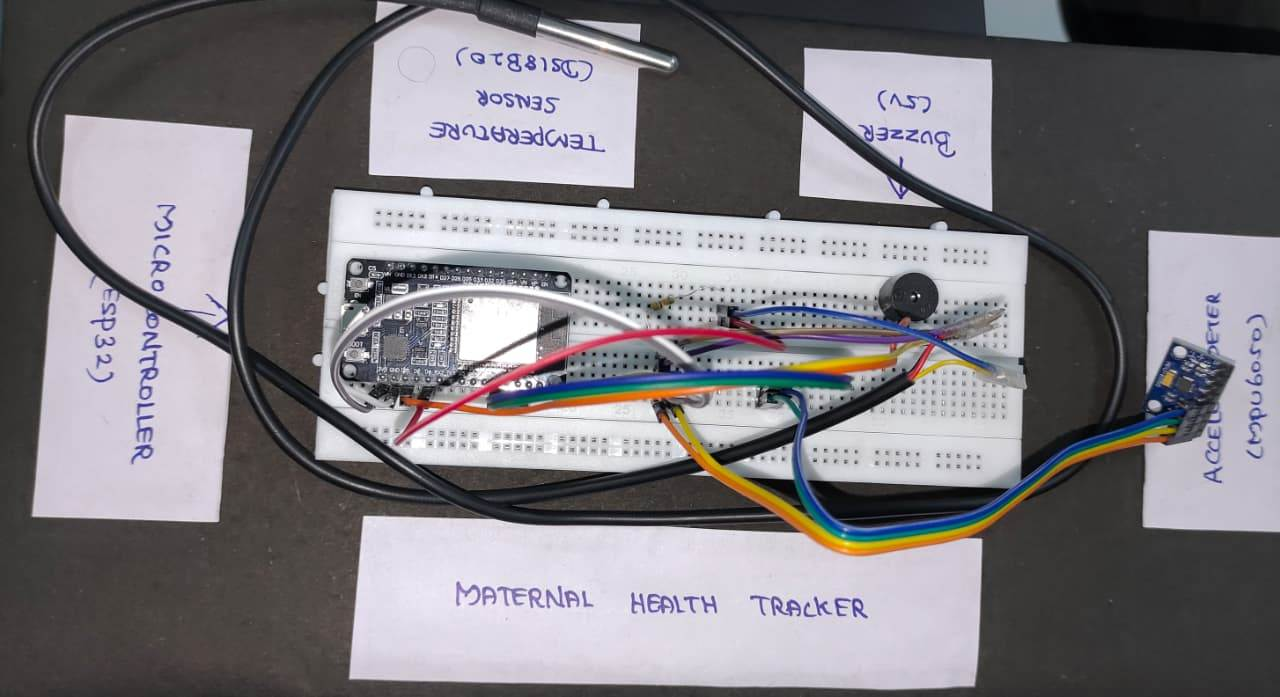 TEMPERATURE
SENSOR
(DS18B20)
BUZZER
(5V)
MICROCONTROLLER
(ESP32)
(MPU6050)
MATERNAL HEALTH TRACKER